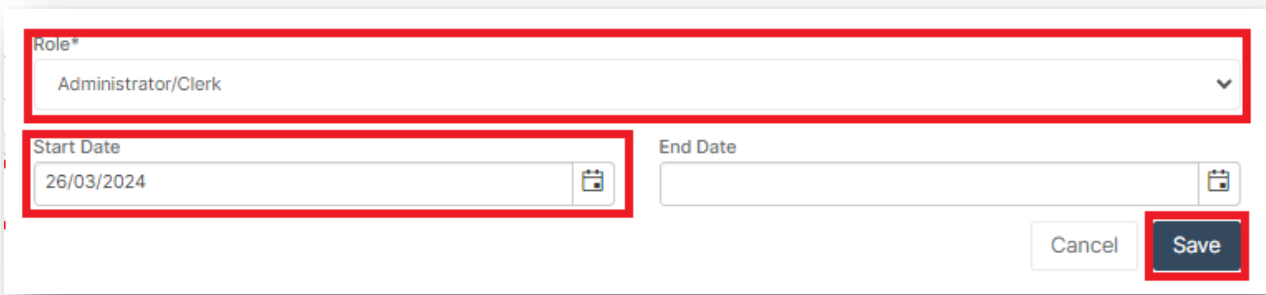 Role*
Administrator/Clerk
Start Date
End Date
26/03/2024
Cancel
Save